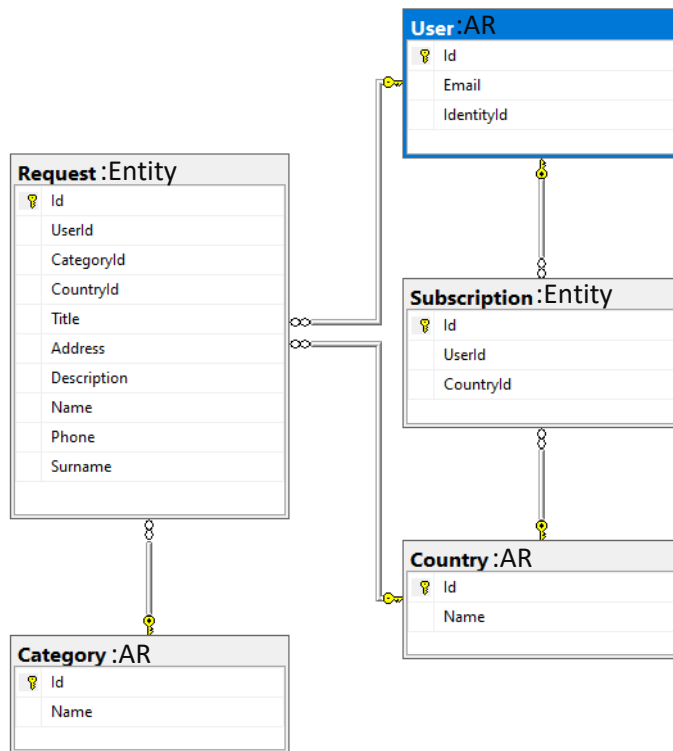 User :AR
Id
Email
IdentityId
Request :Entity
Id
UserId
CategoryId
CountryId
Title
Address
Description
Name
Phone
Surname
Subscription :Entity
Id
UserId
CountryId
Country :AR
Id
Name
Category :AR
Id
Name